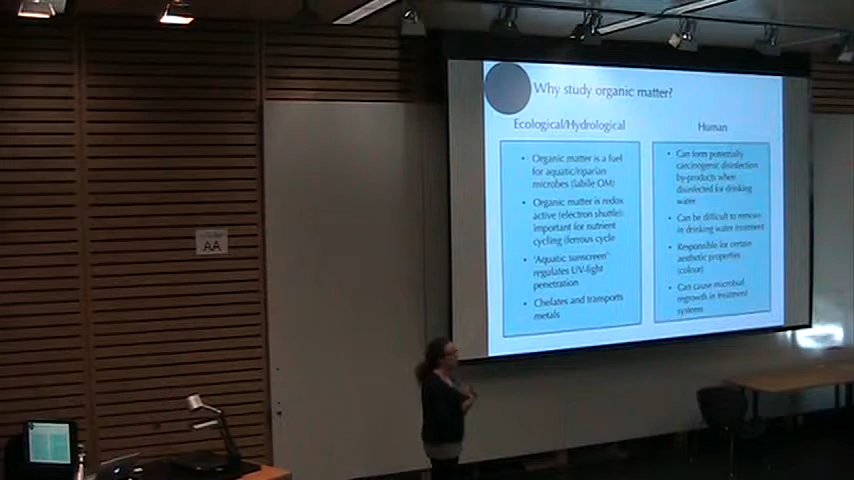 Why study organic matter?
Ecological/Hydrological
• Organic matter is a fuel
for aquatic/riparian
microbes (labile OM)
• Organic matter is redox
active (electron shuttle):
important for nutrient
cycling (ferrous cycle
• 'Aquatic sunscreen'
regulates UV-light
penetration
• Chelates and transports
metals
Human
• Can form potentially
carcinogenic disinfection
by-products when
disinfected for drinking
water
• Can be difficult to remove
in drinking water treatment
• Responsible for certain
aesthetic properties
(colour)
• Can cause microbial
regrowth in treatment
systems
AA